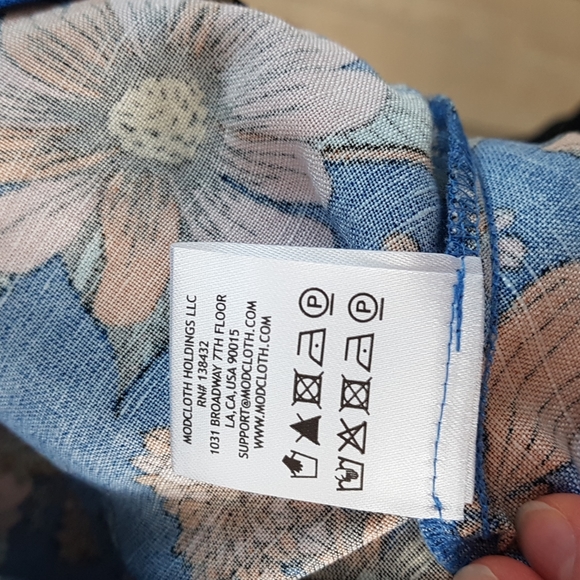 MODCLOTH HOLDINGS LLC
RN# 138432
1031 BROADWAY 7TH FLOOR
LA, CA, USA 90015
SUPPORT@MODCLOTH.COM
WWW.MODCLOTH.COM
P
P